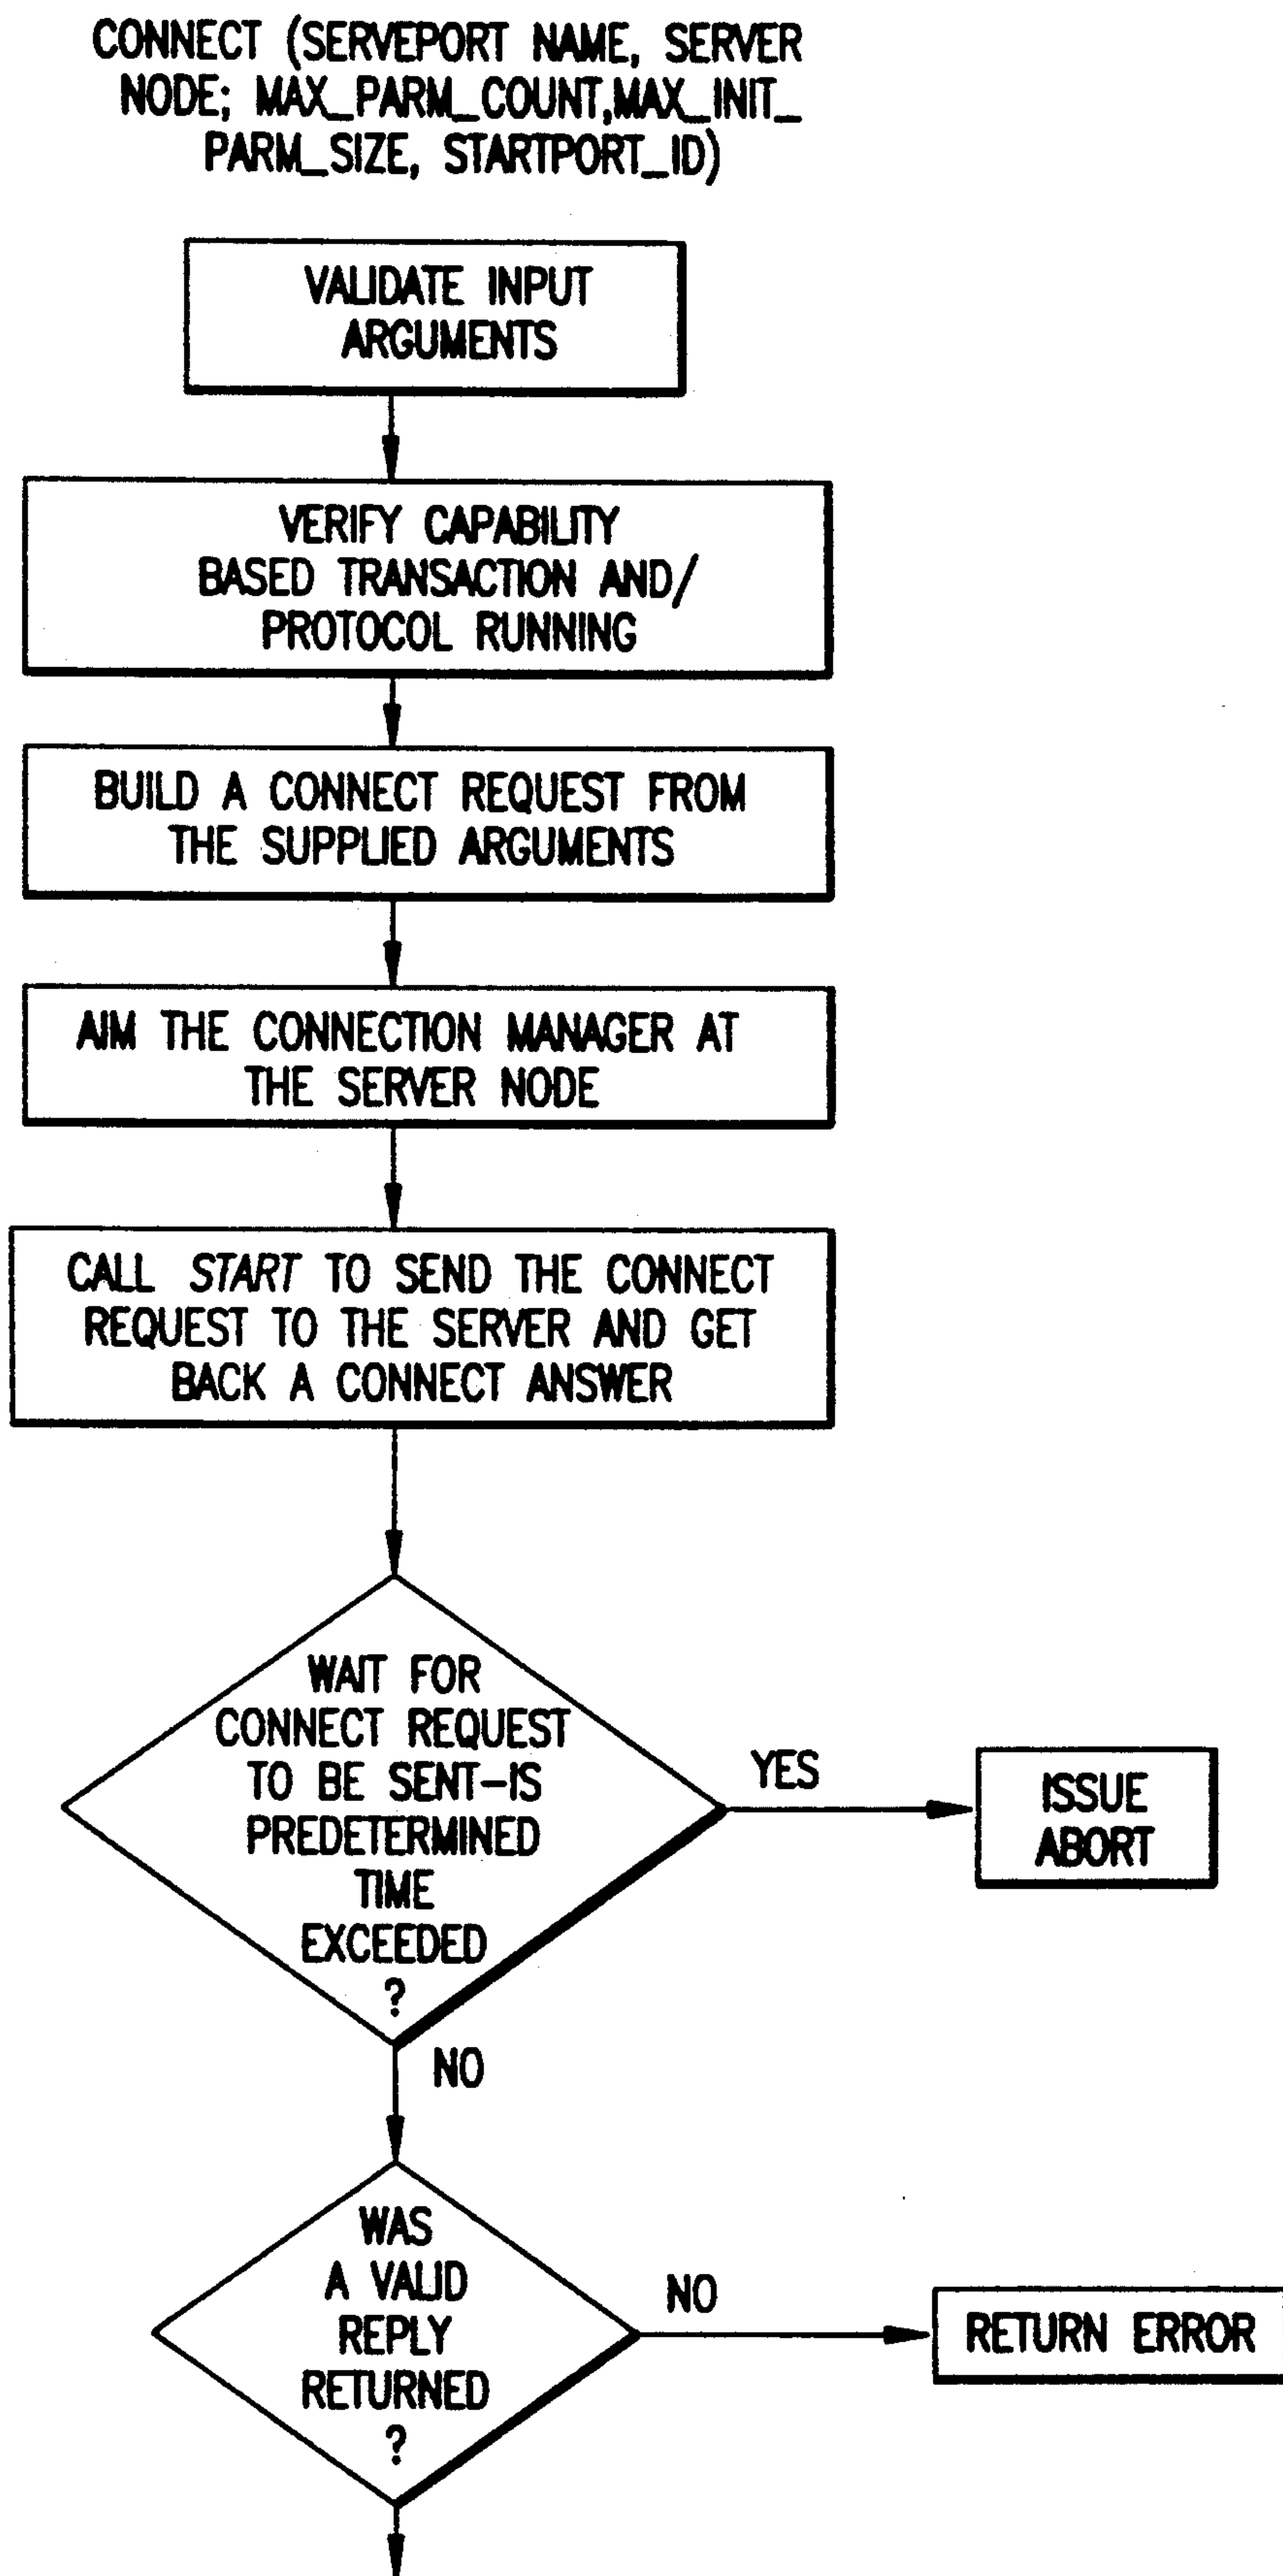 CONNECT (SERVEPORT NAME, SERVER
NODE; MAX_PARM_COUNT,MAX_INIT_
PARM_SIZE, STARTPORT_ID)
VALIDATE INPUT
ARGUMENTS
VERIFY CAPABILITY
BASED TRANSACTION AND/
PROTOCOL RUNNING
BUILD A CONNECT REQUEST FROM
THE SUPPLIED ARGUMENTS
AIM THE CONNECTION MANAGER AT
THE SERVER NODE
CALL START TO SEND THE CONNECT
REQUEST TO THE SERVER AND GET
BACK A CONNECT ANSWER
WAIT FOR
CONNECT REQUEST
TO BE SENT-IS
PREDETERMINED
TIME
EXCEEDED
?
YES
ISSUE
ABORT
NO
WAS
A VALID
REPLY
RETURNED
?
NO
RETURN ERROR